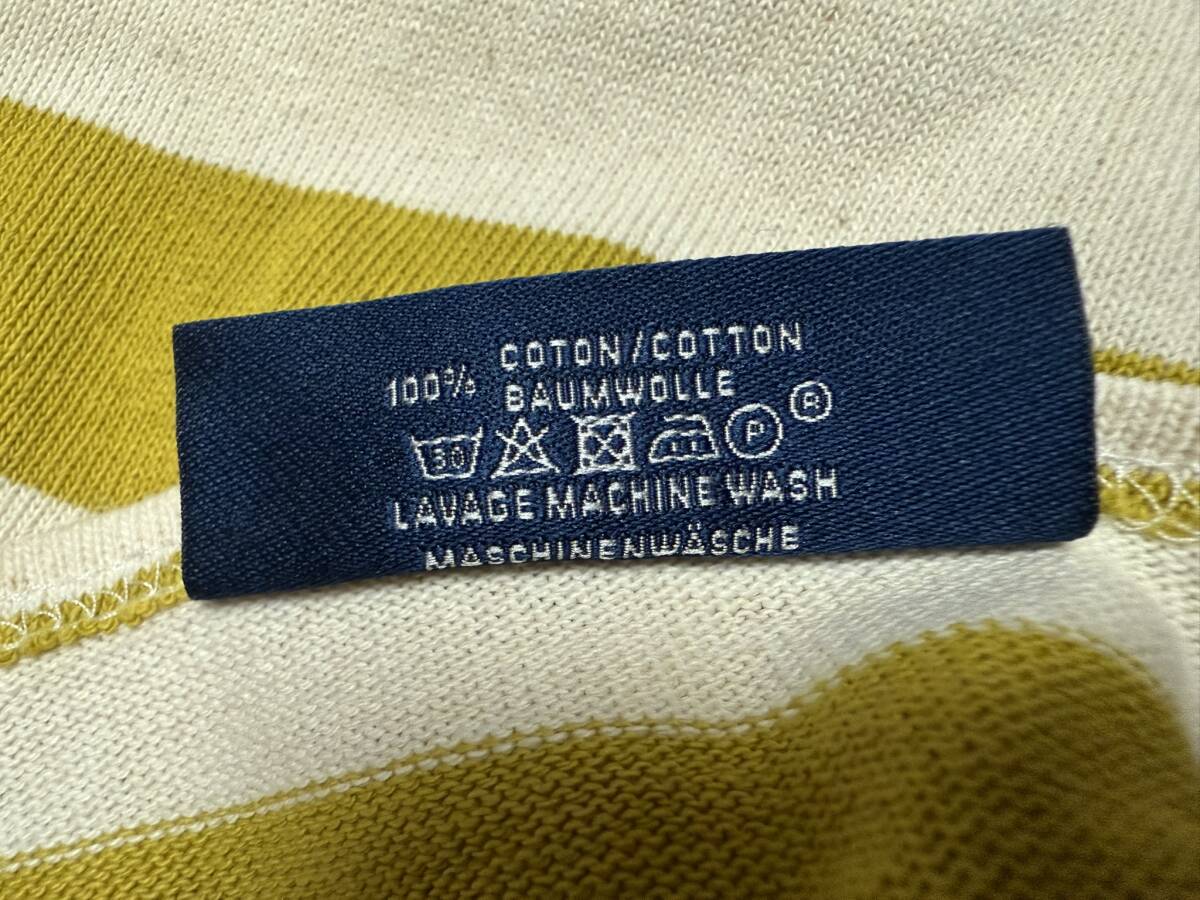 COTON/COTTON
100% BAUMWOLLE
30 P ®
LAVAGE MACHINE WASH
MASCHINENWÄSCHE